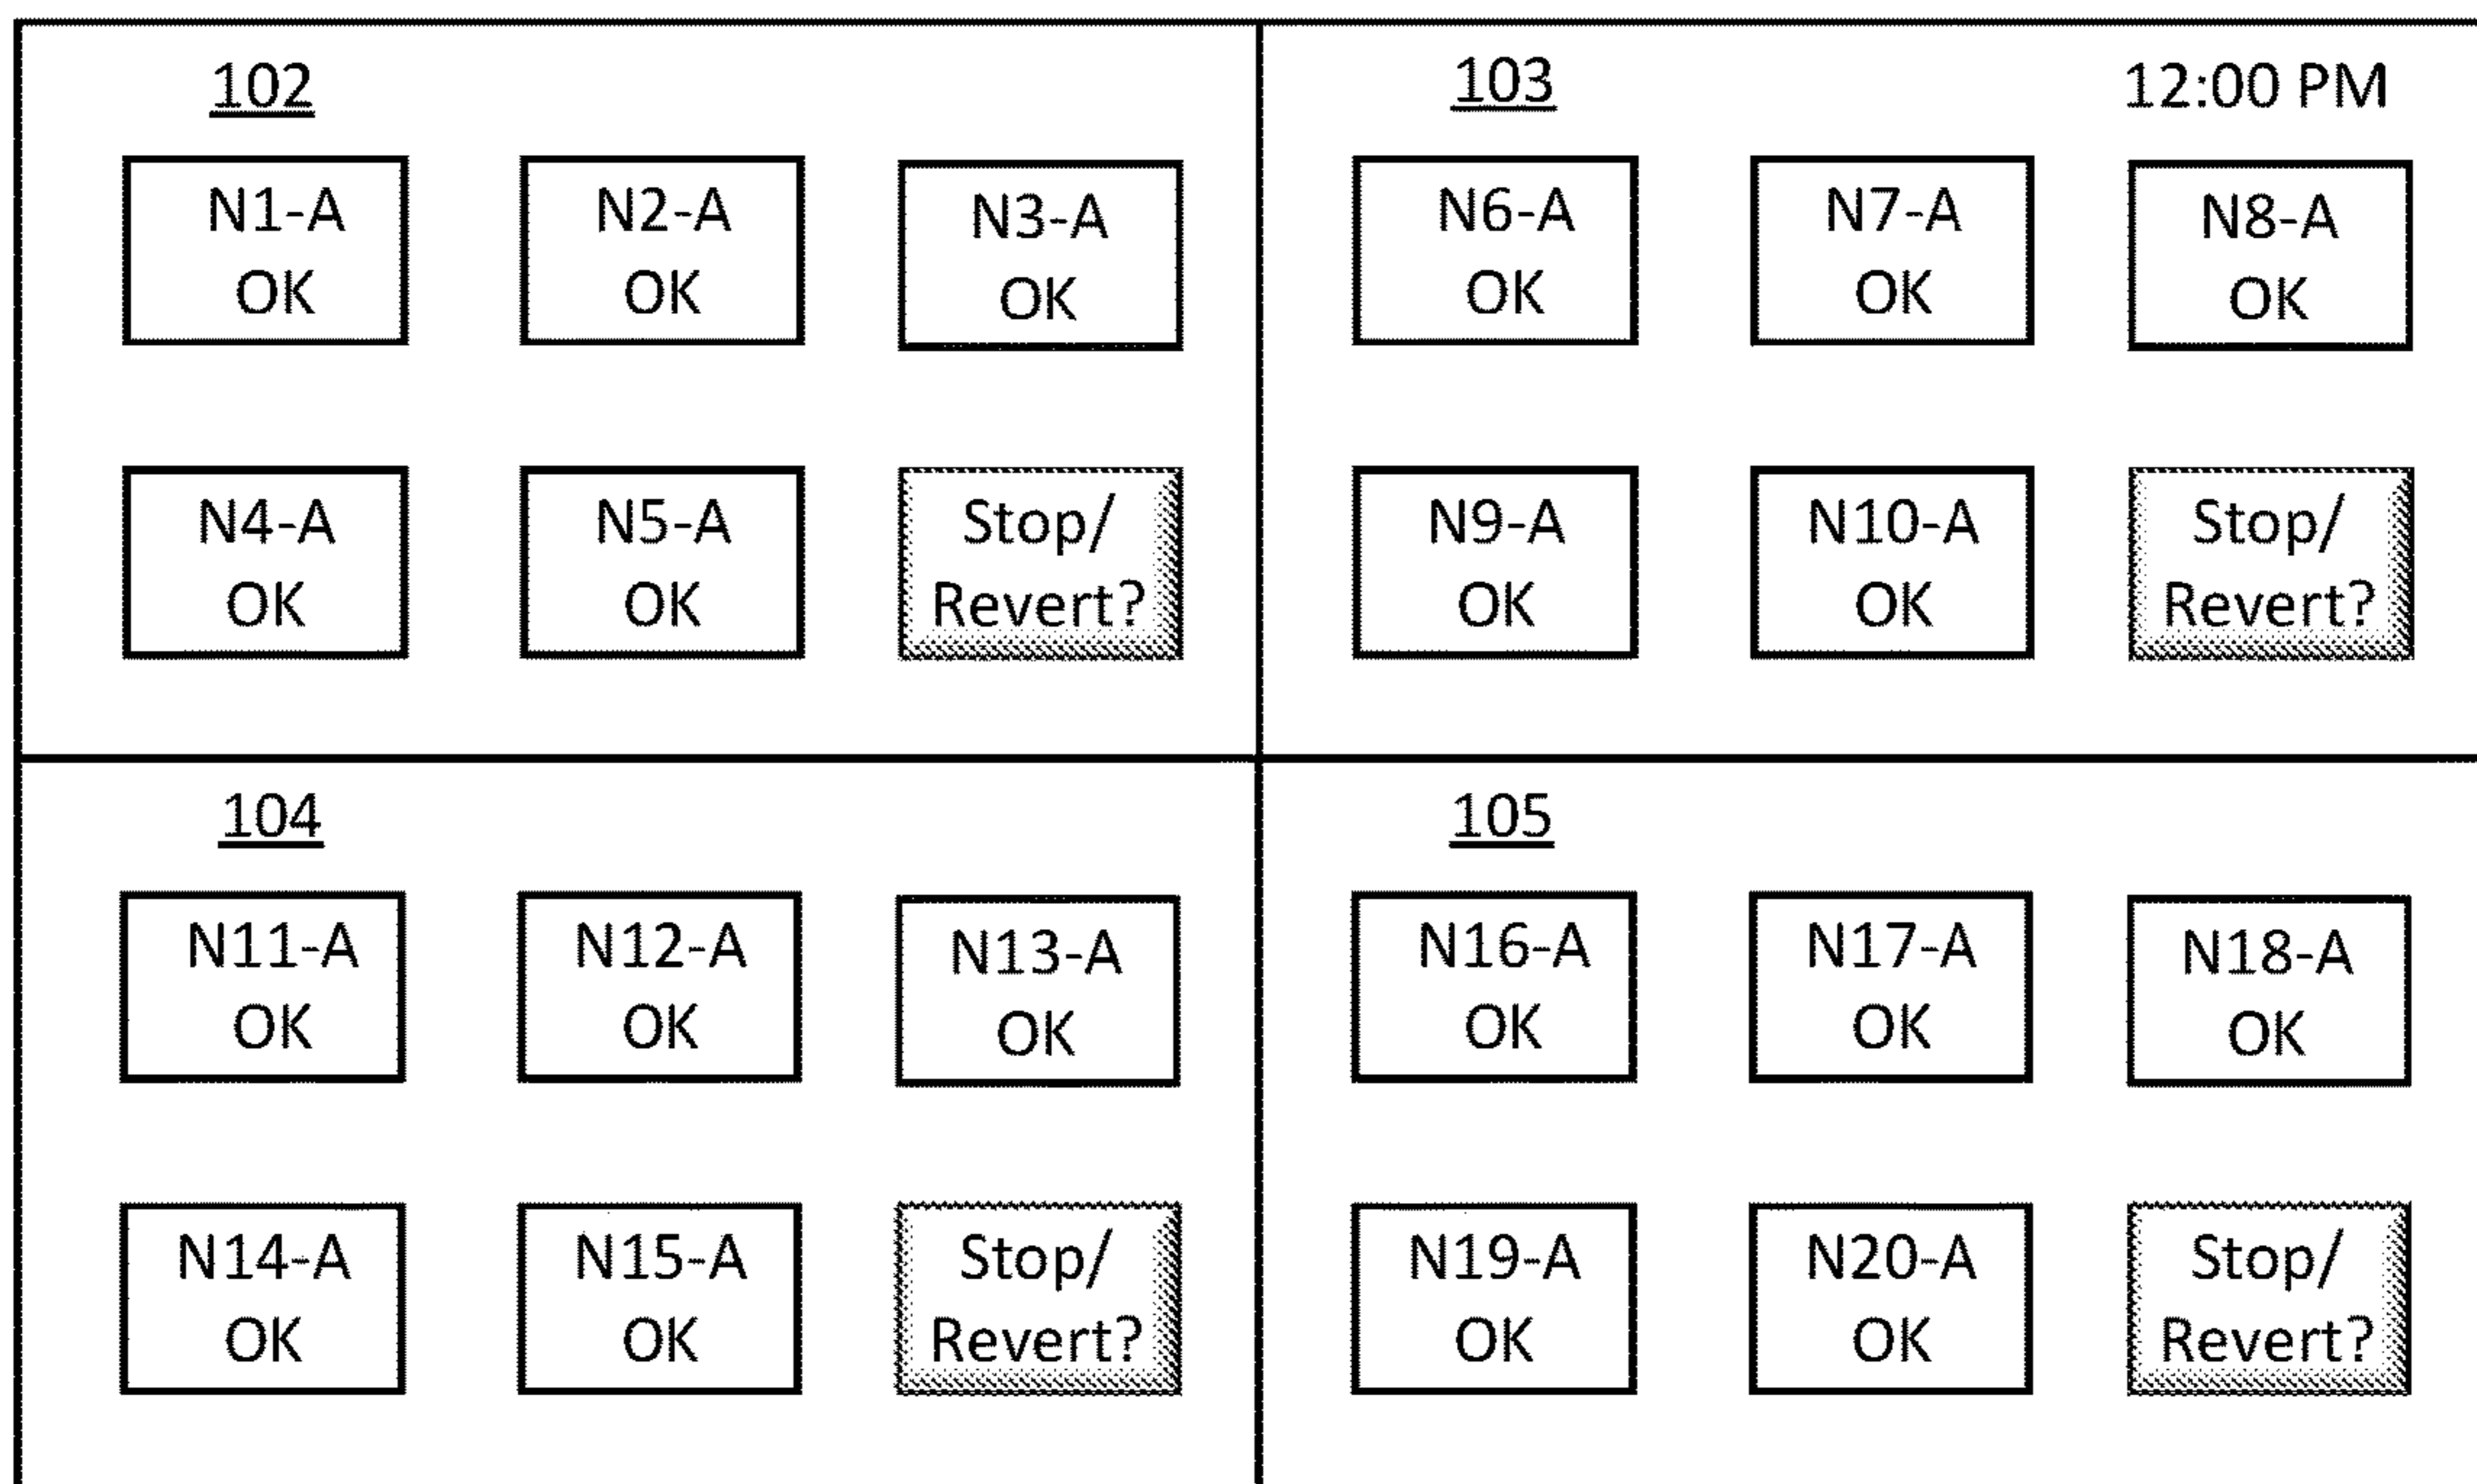 102
N1-A
OK
N2-A
OK
N3-A
OK
N4-A
OK
N5-A
OK
Stop/
Revert?
103
12:00 PM
N6-A
OK
N7-A
OK
N8-A
OK
N9-A
OK
N10-A
OK
Stop/
Revert?
104
N11-A
OK
N12-A
OK
N13-A
OK
N14-A
OK
N15-A
OK
Stop/
Revert?
105
N16-A
OK
N17-A
OK
N18-A
OK
N19-A
OK
N20-A
OK
Stop/
Revert?